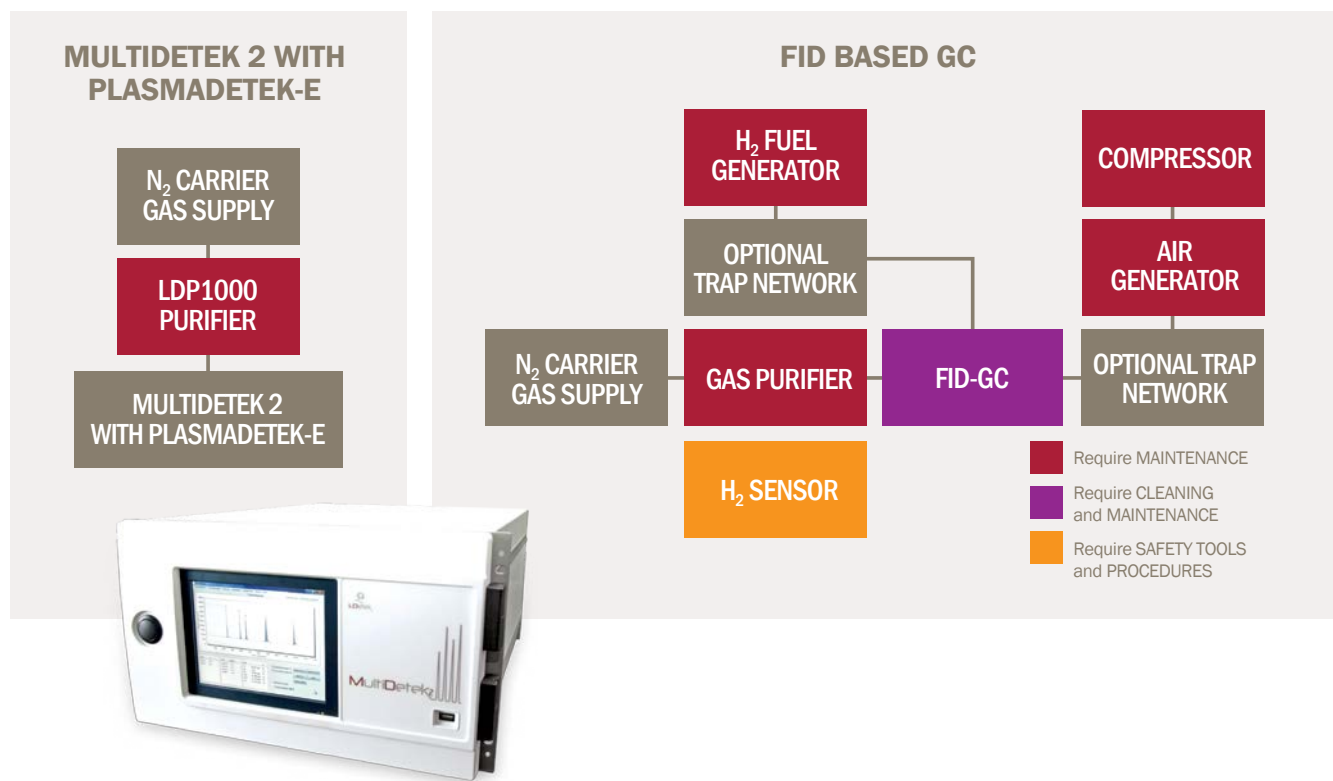 MULTIDETEK 2 WITH
PLASMADETEK-E
N₂ CARRIER
GAS SUPPLY
LDP1000
PURIFIER
MULTIDETEK 2
WITH PLASMADETEK-E
FID BASED GC
H₂ FUEL
GENERATOR
COMPRESSOR
OPTIONAL
TRAP NETWORK
AIR
GENERATOR
N₂ CARRIER
GAS SUPPLY
GAS PURIFIER
FID-GC
OPTIONAL TRAP
NETWORK
H₂ SENSOR
Require MAINTENANCE
Require CLEANING
and MAINTENANCE
Require SAFETY TOOLS
and PROCEDURES
MultiDetek2